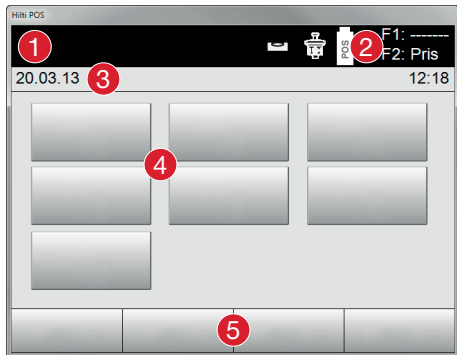 Hilti POS
1
POS
2
F1: -------
F2: Pris
20.03.13
3
12:18
4
5